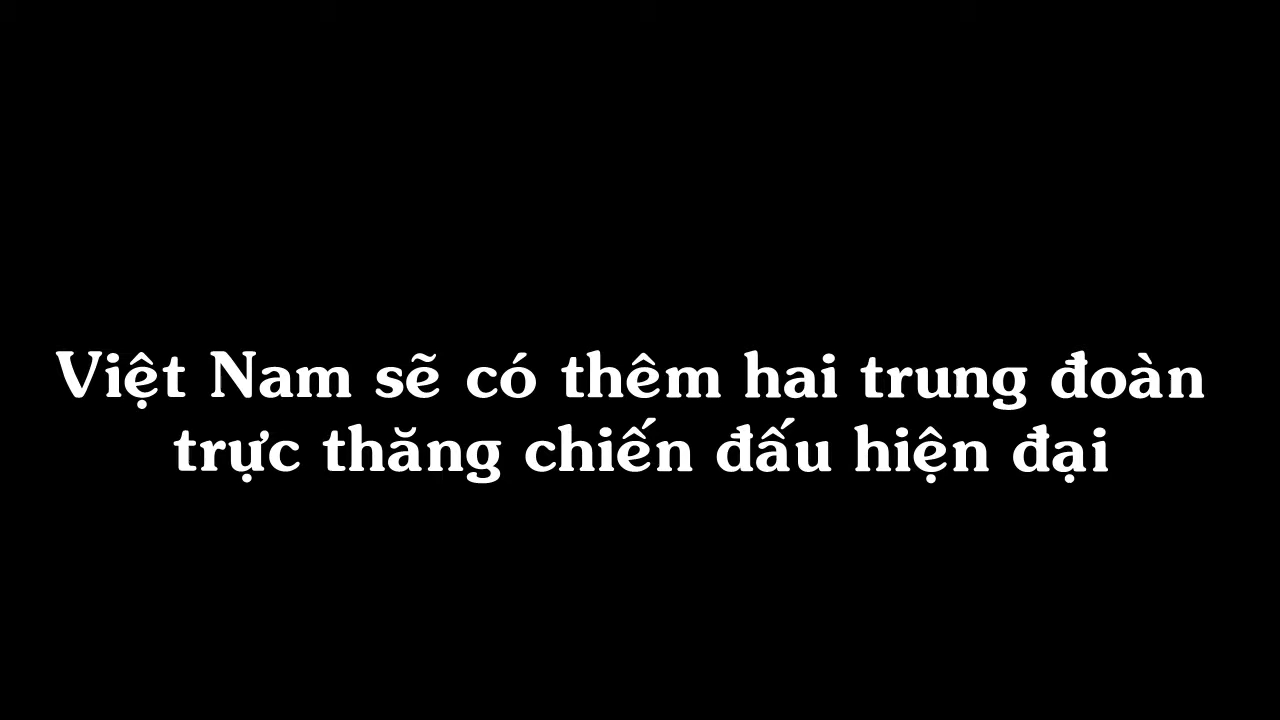 Việt Nam sẽ có thêm hai trung đoàn
trực thăng chiến đấu hiện đại